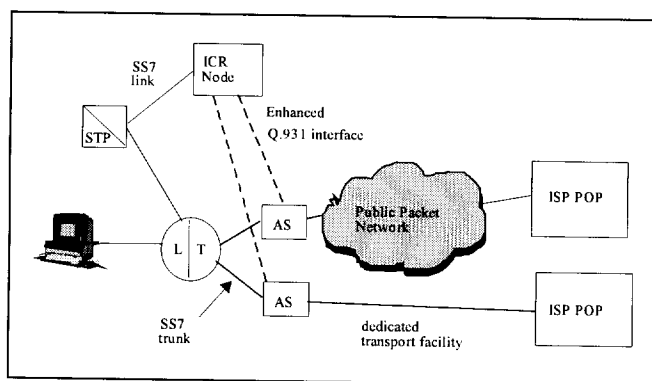 SS7
link
ICR
Node
Enhanced
Q.931 interface
STP
ISP POP
Public Packet
Network
AS
L T
AS
ISP POP
SS7
trunk
dedicated
transport facility